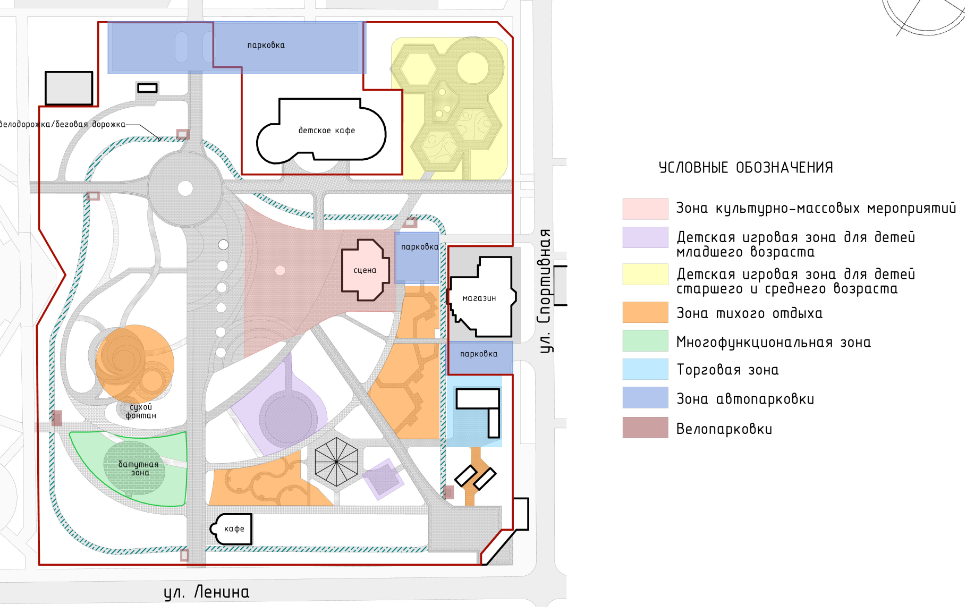 парковка
детское кафе
велодорожка/беговая дорожка
парковка
сцена
магазин
парковка
сухой
фонтан
батутная
зона
кафе
ул. Ленина
ул. Спортивная
УСЛОВНЫЕ ОБОЗНАЧЕНИЯ
Зона культурно-массовых мероприятий
Детская игровая зона для детей
младшего возраста
Детская игровая зона для детей
старшего и среднего возраста
Зона тихого отдыха
Многофункциональная зона
Торговая зона
Зона автопарковки
Велопарковки